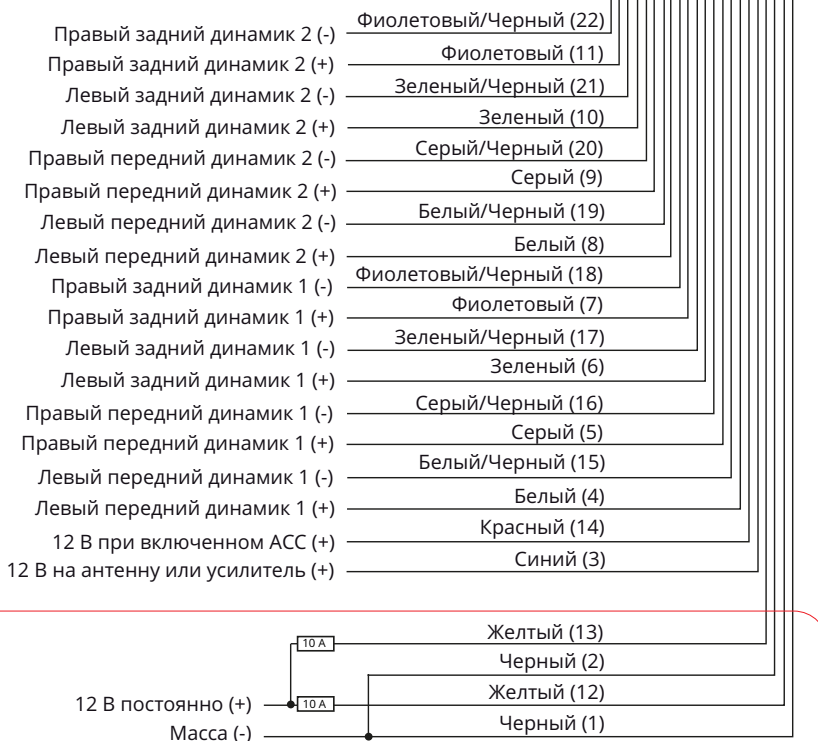 Правый задний динамик 2 (-) Фиолетовый/Черный (22)
Правый задний динамик 2 (+) Фиолетовый (11)
Левый задний динамик 2 (-) Зеленый/Черный (21)
Левый задний динамик 2 (+) Зеленый (10)
Правый передний динамик 2 (-) Серый/Черный (20)
Правый передний динамик 2 (+) Серый (9)
Левый передний динамик 2 (-) Белый/Черный (19)
Левый передний динамик 2 (+) Белый (8)
Правый задний динамик 1 (-) Фиолетовый/Черный (18)
Правый задний динамик 1 (+) Фиолетовый (7)
Левый задний динамик 1 (-) Зеленый/Черный (17)
Левый задний динамик 1 (+) Зеленый (6)
Правый передний динамик 1 (-) Серый/Черный (16)
Правый передний динамик 1 (+) Серый (5)
Левый передний динамик 1 (-) Белый/Черный (15)
Левый передний динамик 1 (+) Белый (4)
12 В при включенном ACC (+) Красный (14)
12 В на антенну или усилитель (+) Синий (3)
10 A Желтый (13)
Черный (2)
12 В постоянно (+) 10 A Желтый (12)
Масса (-) Черный (1)